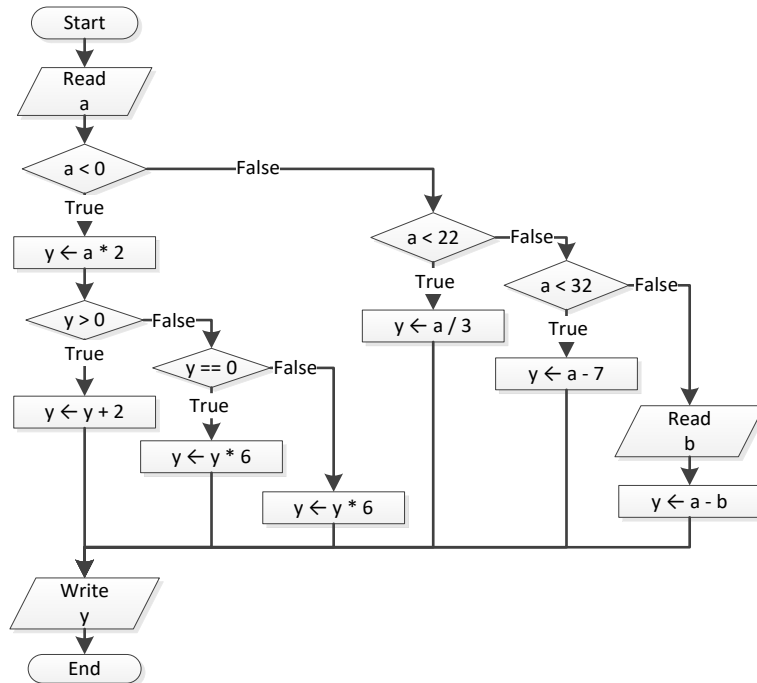 Start
Read
a
a < 0
False
True
y ← a * 2
a < 22
False
True
y ← a / 3
a < 32
False
True
y ← a - 7
Read
b
y ← a - b
y > 0
False
True
y ← y + 2
y == 0
False
True
y ← y * 6
y ← y * 6
Write
y
End